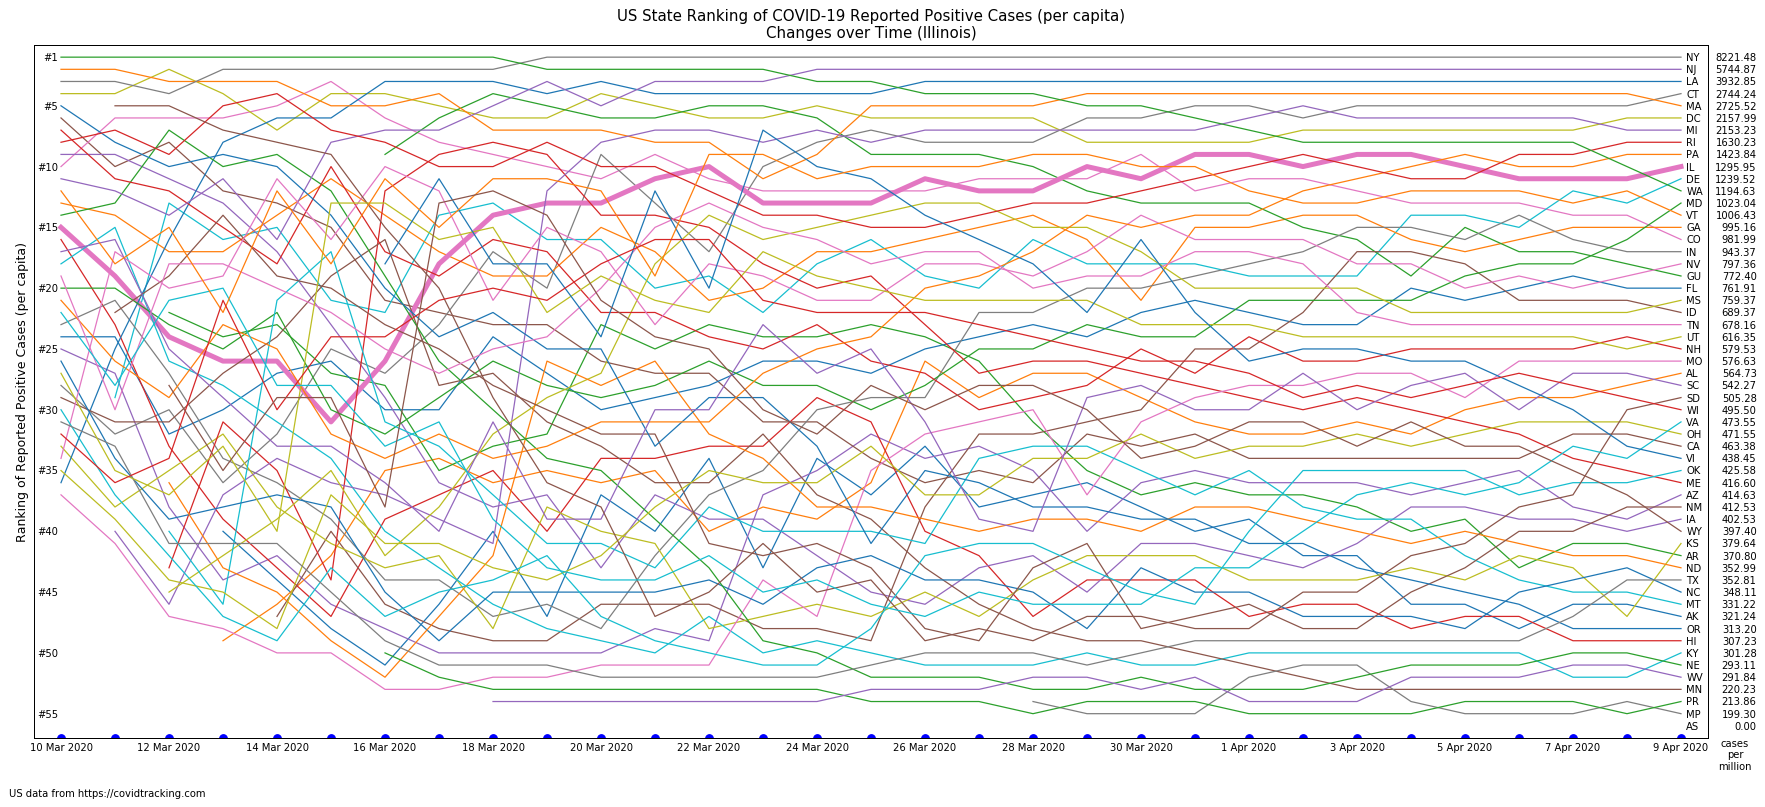 US State Ranking of COVID-19 Reported Positive Cases (per capita)
Changes over Time (Illinois)
Ranking of Reported Positive Cases (per capita)
#1
#5
#10
#15
#20
#25
#30
#35
#40
#45
#50
#55
NY 8221.48
NJ 5744.87
LA 3932.85
CT 2744.24
MA 2725.52
DC 2157.99
MI 2153.23
RI 1630.23
PA 1423.84
IL 1295.95
DE 1239.52
WA 1194.63
MD 1023.04
VT 1006.43
GA 995.16
CO 981.99
IN 943.37
NV 797.36
GU 772.40
FL 761.91
MS 759.37
ID 689.37
TN 678.16
UT 616.35
NH 579.53
MO 576.63
AL 564.73
SC 542.27
SD 505.28
WI 495.50
VA 473.55
OH 471.55
CA 463.38
VI 438.45
OK 425.58
ME 416.60
AZ 414.63
NM 412.53
IA 402.53
WY 397.40
KS 379.64
AR 370.80
ND 352.99
TX 352.81
NC 348.11
MT 331.22
AK 321.24
OR 313.20
HI 307.23
KY 301.28
NE 293.11
WV 291.84
MN 220.23
PR 213.86
MP 199.30
AS 0.00
10 Mar 2020 12 Mar 2020 14 Mar 2020 16 Mar 2020 18 Mar 2020 20 Mar 2020 22 Mar 2020 24 Mar 2020 26 Mar 2020 28 Mar 2020 30 Mar 2020 1 Apr 2020 3 Apr 2020 5 Apr 2020 7 Apr 2020 9 Apr 2020
cases
per
million
US data from https://covidtracking.com